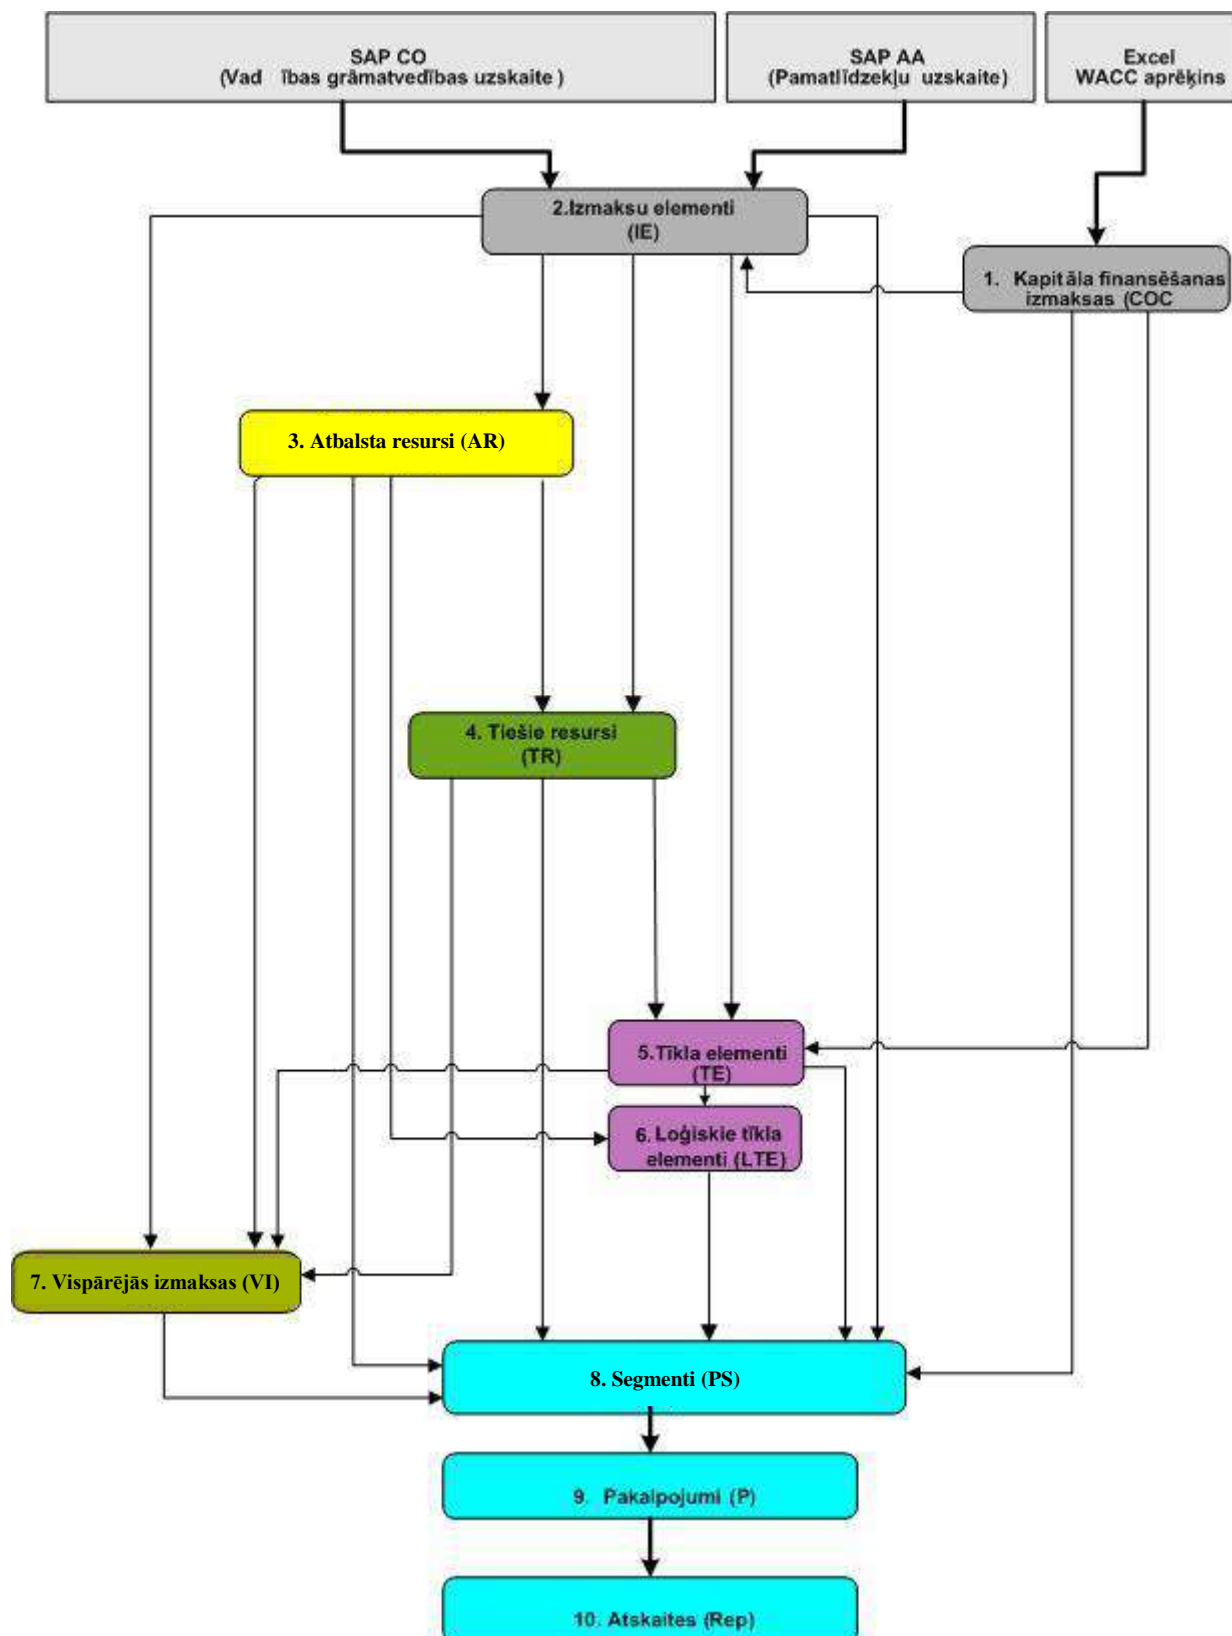 SAP CO
(Vad ības grāmatvedības uzskaite )
SAP AA
(Pamatlīdzekļu uzskaite)
Excel
WACC aprēķins
2.Izmaksu elementi
(IE)
1. Kapitāla finansēšanas
izmaksas (COC
3. Atbalsta resursi (AR)
4. Tiešie resursi
(TR)
5.Tīkla elementi
(TE)
6. Loģiskie tīkla
elementi (LTE)
7. Vispārējās izmaksas (VI)
8. Segmenti (PS)
9. Pakalpojumi (P)
10. Atskaites (Rep)